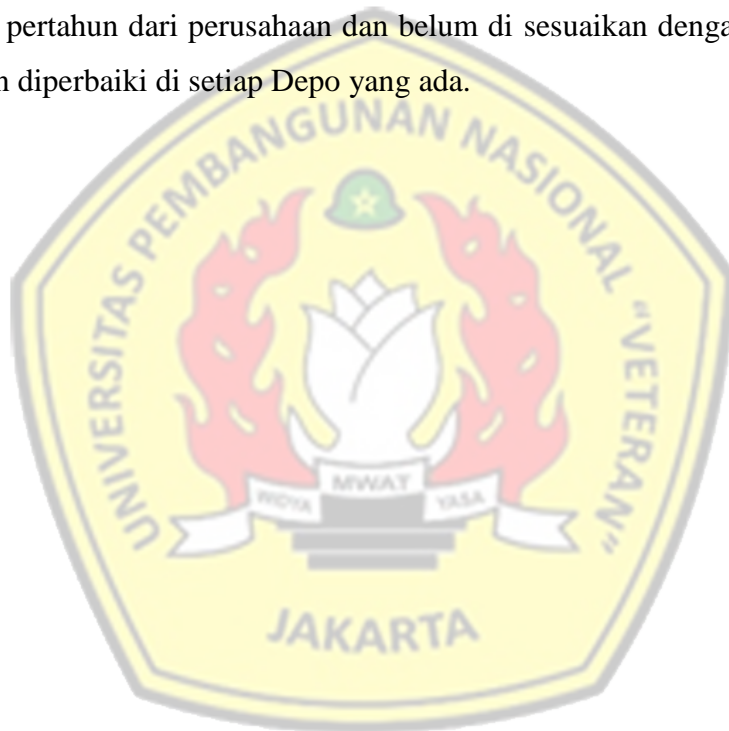 pertahun dari perusahaan dan belum di sesuaikan
diperbaiki di setiap Depo yang ada.
UNIVERSITAS PEMBANGUNAN NASIONAL "VETERAN"
WIDYA MWAT YASA
JAKARTA